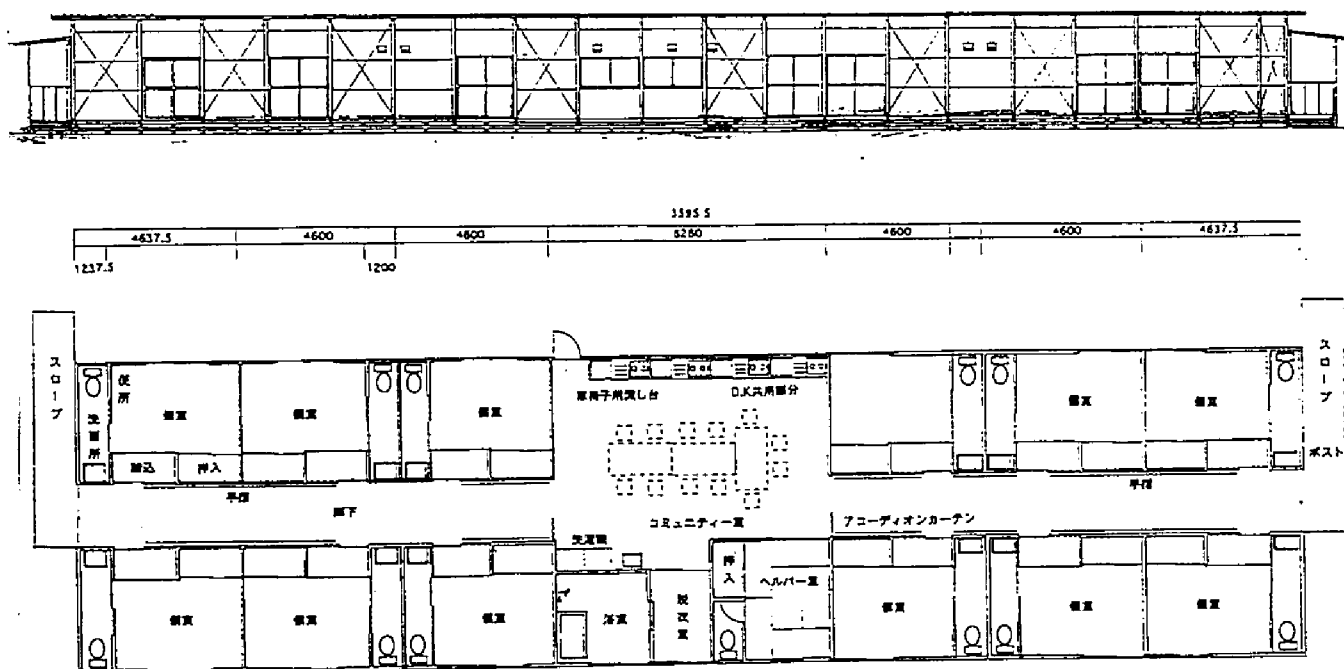 3595 5
4637.5 4600 4600 8280 4600 4600 4637.5
1237.5 1200
スロープ
便所
洗面所
個室 個室 個室
踏込 押入
手摺
廊下
車椅子用流し台 D.K共用部分
コミュニティー室
アコーディオンカーテン
個室 個室
スロープ
ポスト
手摺
洗濯機
個室 個室 個室
浴室
脱衣室
押入
ヘルパー室
個室 個室 個室